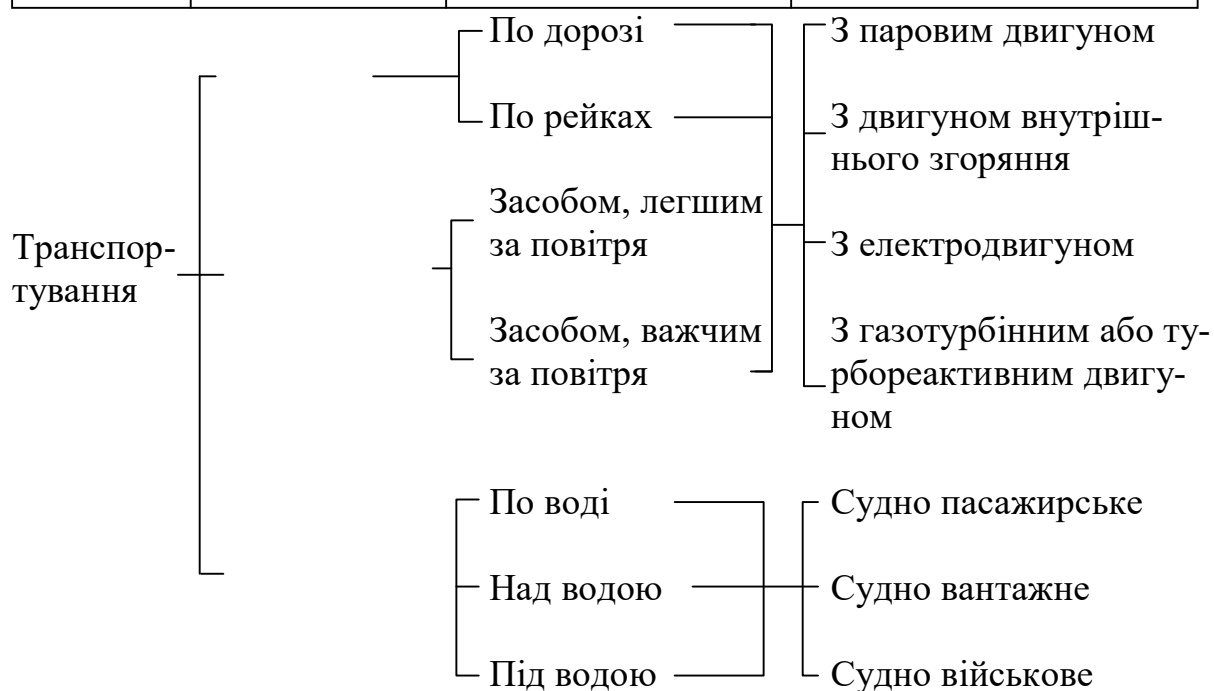 По дорозі
По рейках
Засобом, легшим
за повітря
Транспор-
тування
Засобом, важчим
за повітря
З паровим двигуном
З двигуном внутріш-
нього згоряння
З електродвигуном
З газотурбінним або ту-
рбореактивним двигу-
ном
По воді
Над водою
Під водою
Судно пасажирське
Судно вантажне
Судно військове